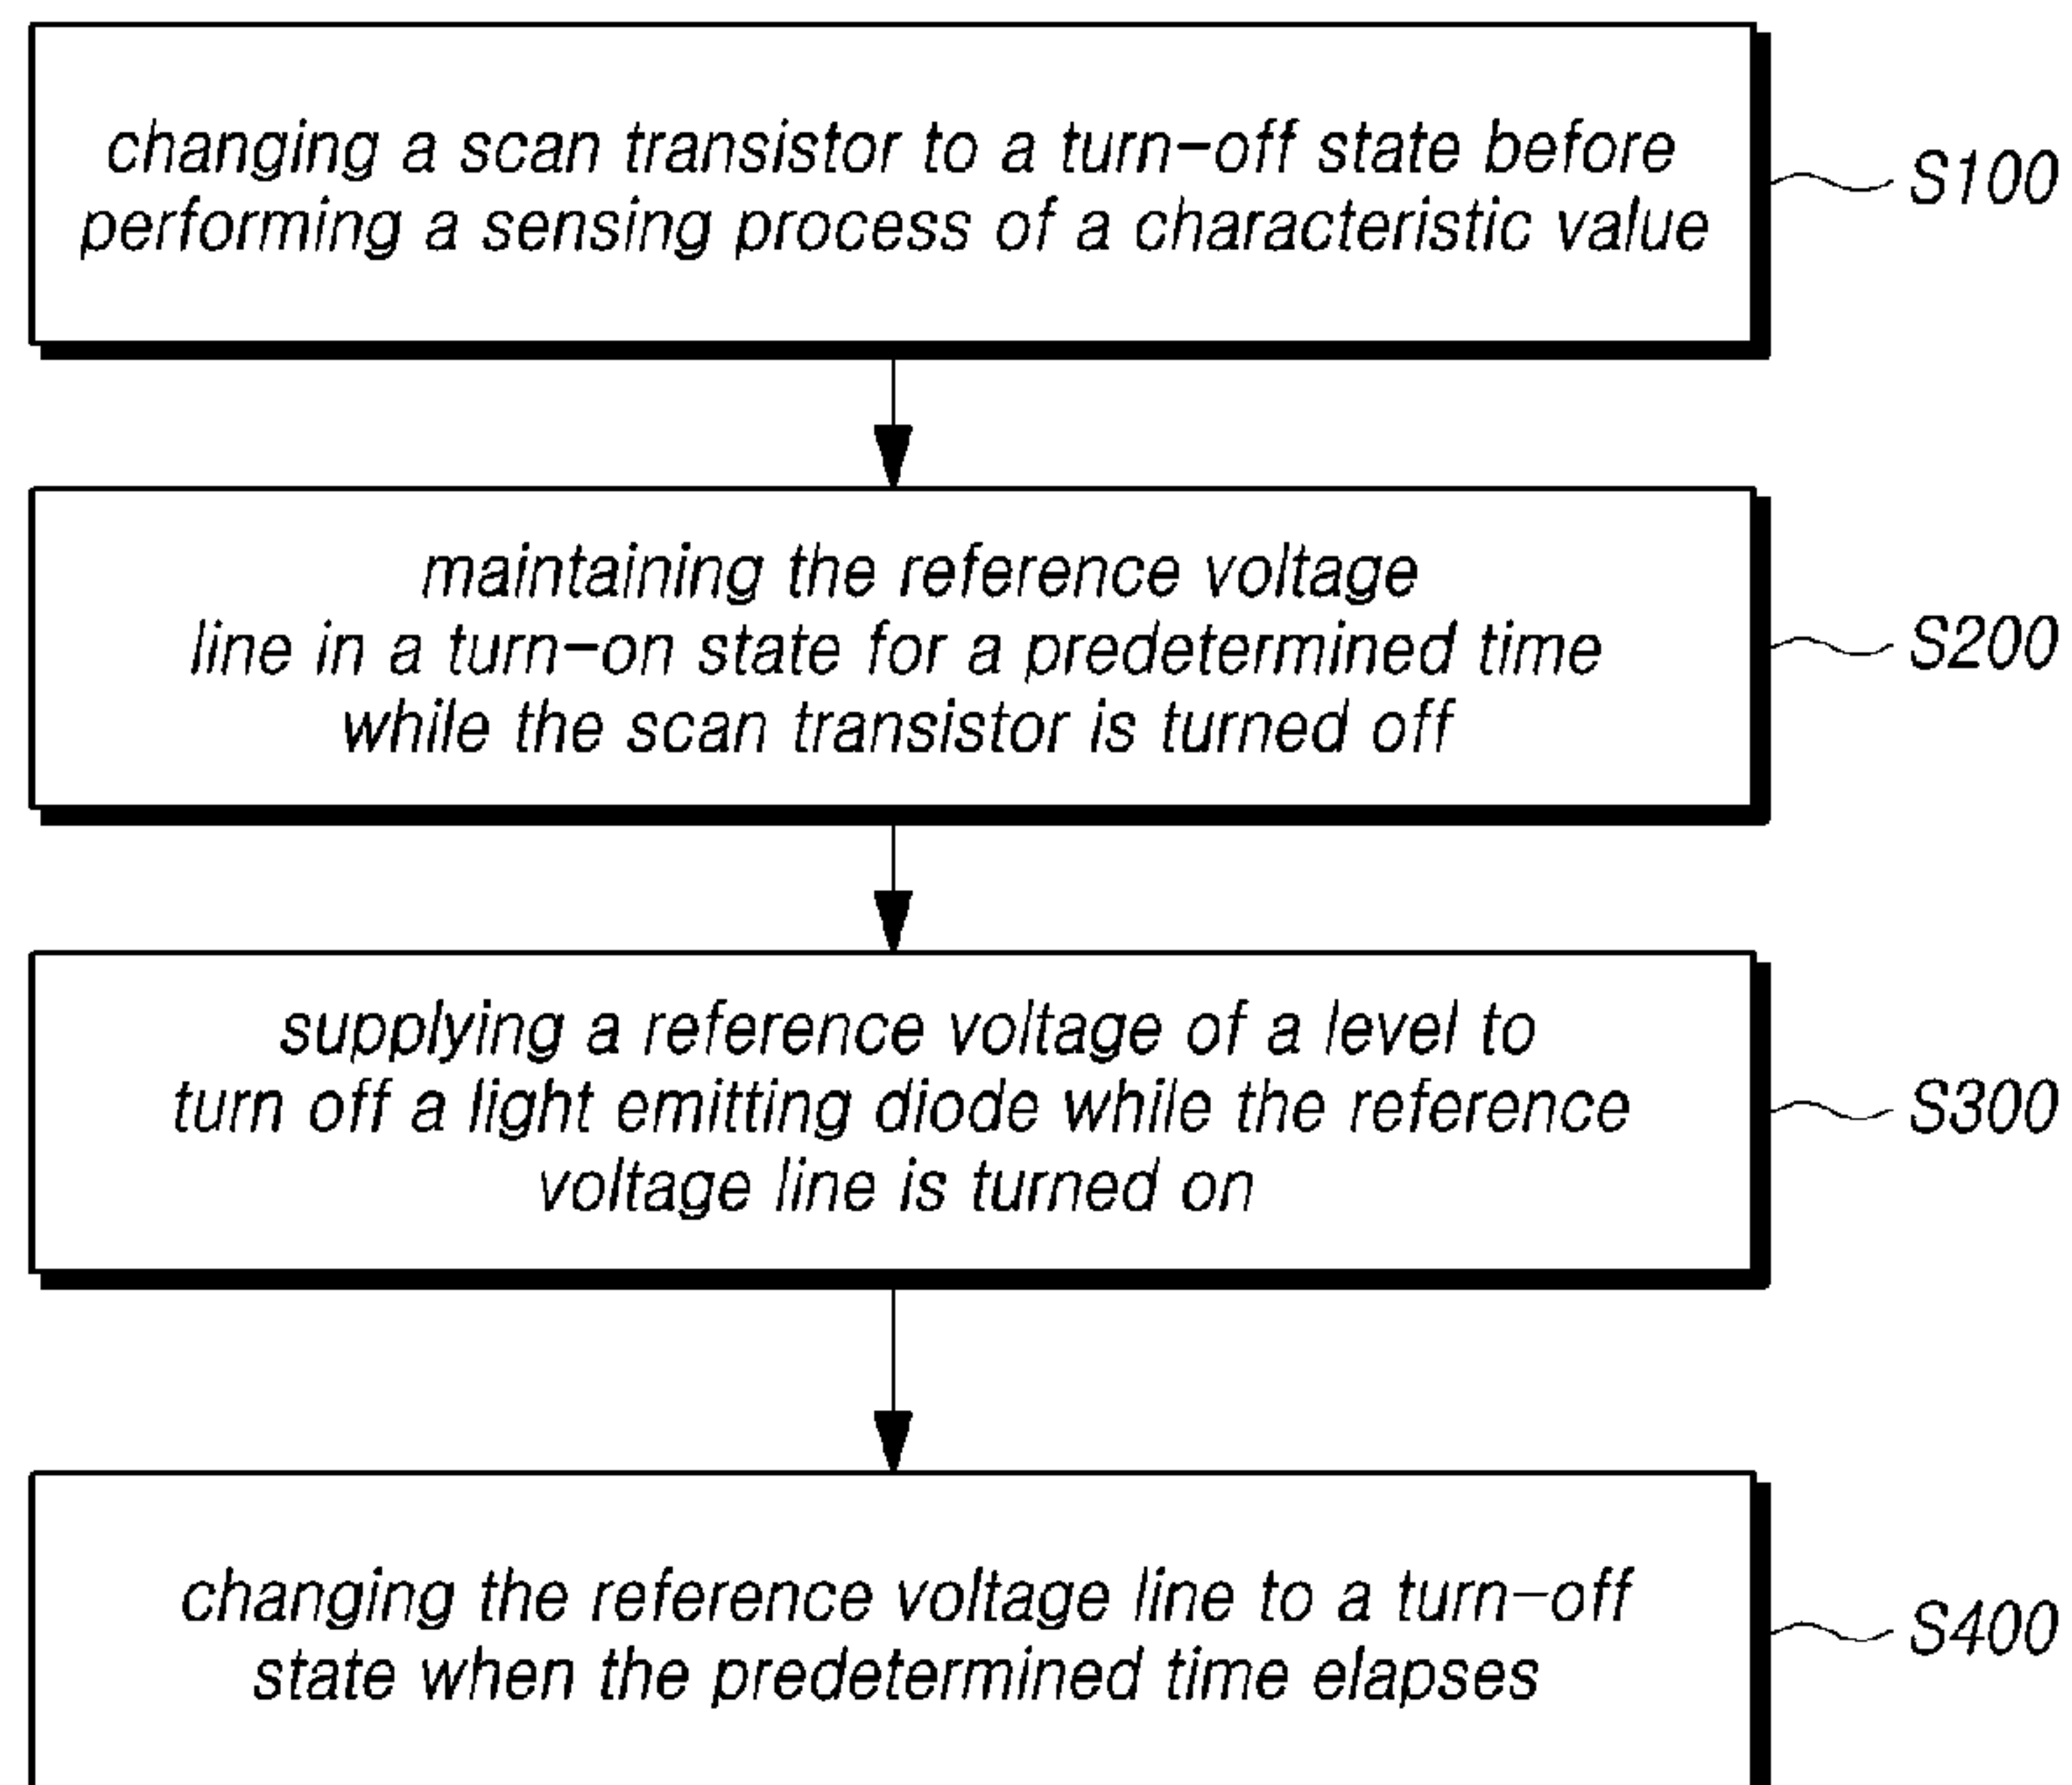 changing a scan transistor to a turn-off state before
performing a sensing process of a characteristic value
S100
maintaining the reference voltage
line in a turn-on state for a predetermined time
while the scan transistor is turned off
S200
supplying a reference voltage of a level to
turn off a light emitting diode while the reference
voltage line is turned on
S300
changing the reference voltage line to a turn-off
state when the predetermined time elapses
S400